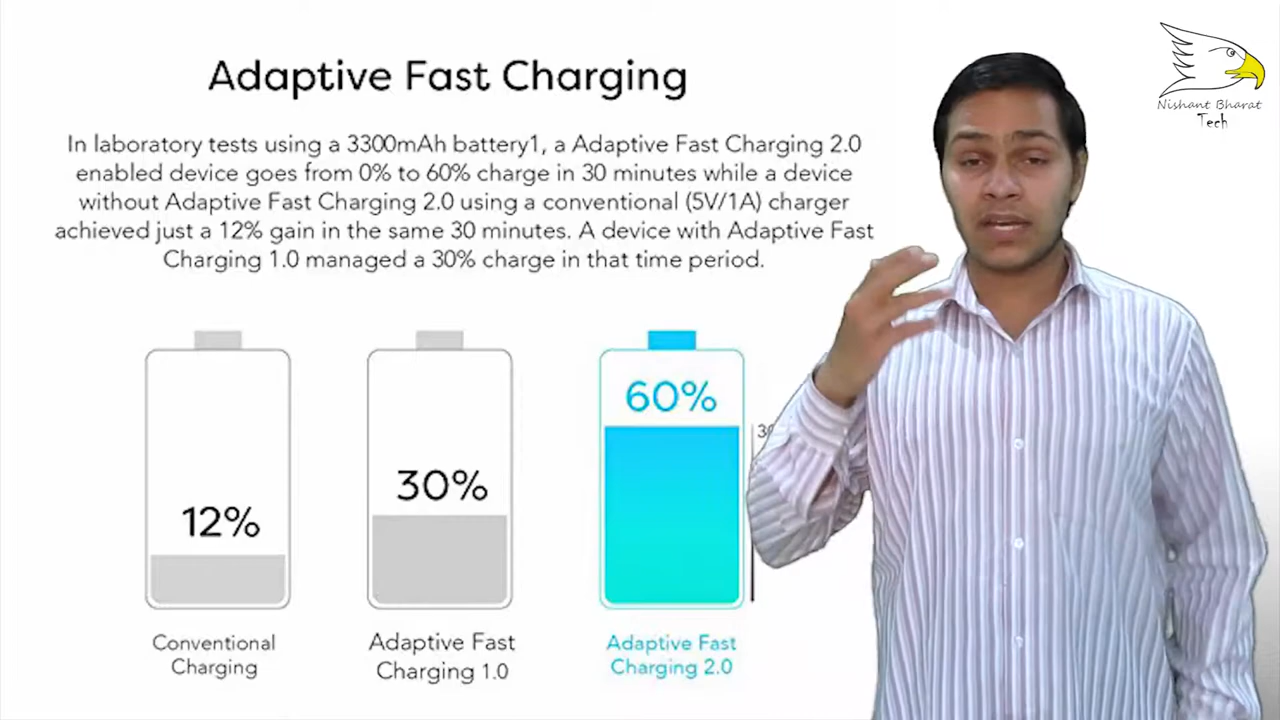 Adaptive Fast Charging
Nishant Bharat
Tech
In laboratory tests using a 3300mAh battery1, a Adaptive Fast Charging 2.0
enabled device goes from 0% to 60% charge in 30 minutes while a device
without Adaptive Fast Charging 2.0 using a conventional (5V/1A) charger
achieved just a 12% gain in the same 30 minutes. A device with Adaptive Fast
Charging 1.0 managed a 30% charge in that time period.
12%
30%
60%
Conventional
Charging
Adaptive Fast
Charging 1.0
Adaptive Fast
Charging 2.0